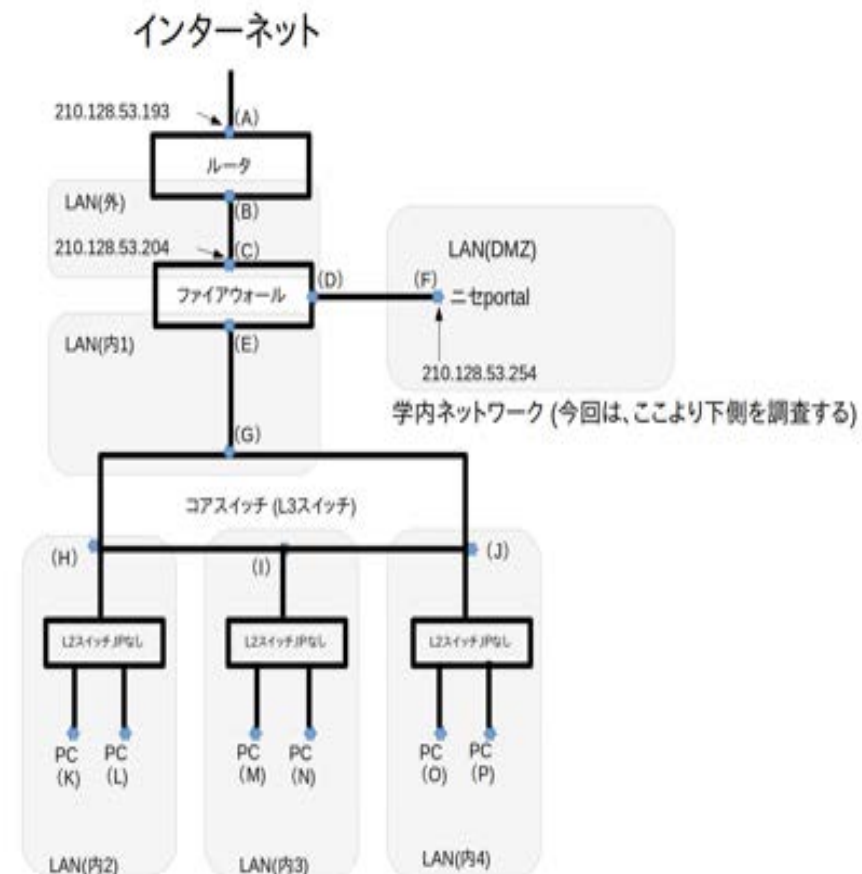 インターネット
210.128.53.193
(A)
ルータ
LAN(外)
(B)
210.128.53.204
(C)
LAN(DMZ)
ファイアウォール
(D)
(F)
ニセportal
LAN(内1)
(E)
210.128.53.254
学内ネットワーク (今回は、ここより下側を調査する)
(G)
コアスイッチ (L3スイッチ)
(H)
(I)
(J)
L2スイッチ,IPなし
L2スイッチ,IPなし
L2スイッチ,IPなし
PC
(K)
PC
(L)
PC
(M)
PC
(N)
PC
(O)
PC
(P)
LAN(内2)
LAN(内3)
LAN(内4)